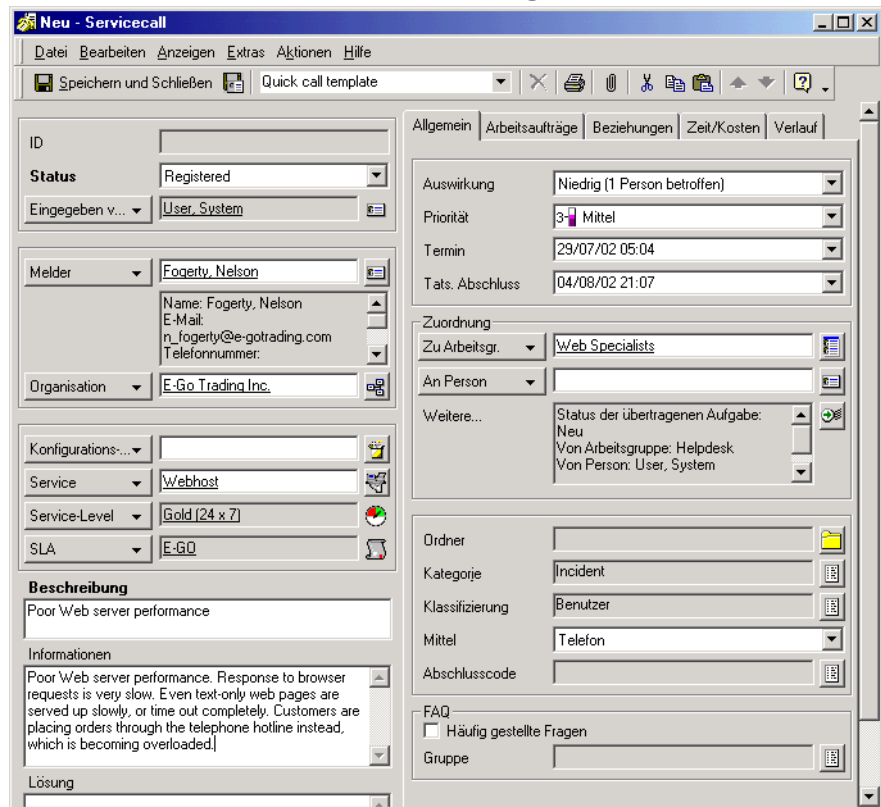 Neu - Servicecall
Datei Bearbeiten Anzeigen Extras Aktionen Hilfe
Speichern und Schließen Quick call template
ID
Status Registered
Eingegeben v... User, System
Melder Fogerty, Nelson
Name: Fogerty, Nelson
E-Mail:
n_fogerty@e-gotrading.com
Telefonnummer:
Organisation E-Go Trading Inc.
Konfigurations-...
Service Webhost
Service-Level Gold (24 x 7)
SLA E-GO
Beschreibung
Poor Web server performance
Informationen
Poor Web server performance. Response to browser
requests is very slow. Even text-only web pages are
served up slowly, or time out completely. Customers are
placing orders through the telephone hotline instead,
which is becoming overloaded.
Lösung
Allgemein Arbeitsaufträge Beziehungen Zeit/Kosten Verlauf
Auswirkung Niedrig (1 Person betroffen)
Priorität 3- Mittel
Termin 29/07/02 05:04
Tats. Abschluss 04/08/02 21:07
Zuordnung
Zu Arbeitsgr. Web Specialists
An Person
Weitere... Status der übertragenen Aufgabe:
Neu
Von Arbeitsgruppe: Helpdesk
Von Person: User, System
Ordner
Kategorie Incident
Klassifizierung Benutzer
Mittel Telefon
Abschlusscode
FAQ
Häufig gestellte Fragen
Gruppe